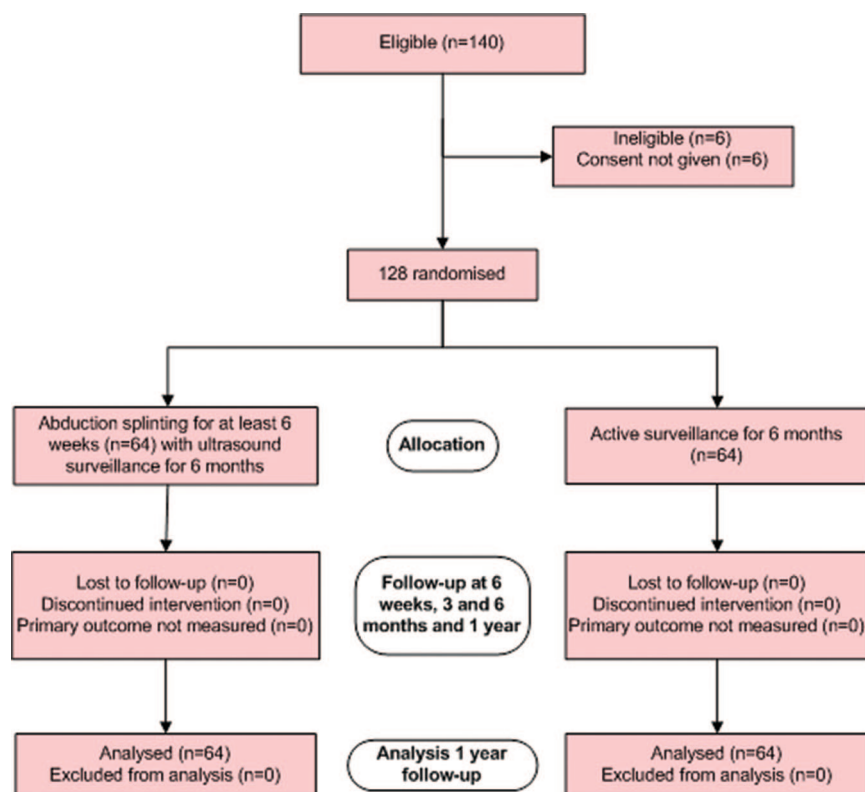 Eligible (n=140)
Ineligible (n=6)
Consent not given (n=6)
128 randomised
Abduction splinting for at least 6
weeks (n=64) with ultrasound
surveillance for 6 months
Allocation
Active surveillance for 6 months
(n=64)
Lost to follow-up (n=0)
Discontinued intervention (n=0)
Primary outcome not measured (n=0)
Follow-up at 6
weeks, 3 and 6
months and 1 year
Lost to follow-up (n=0)
Discontinued intervention (n=0)
Primary outcome not measured (n=0)
Analysed (n=64)
Excluded from analysis (n=0)
Analysis 1 year
follow-up
Analysed (n=64)
Excluded from analysis (n=0)